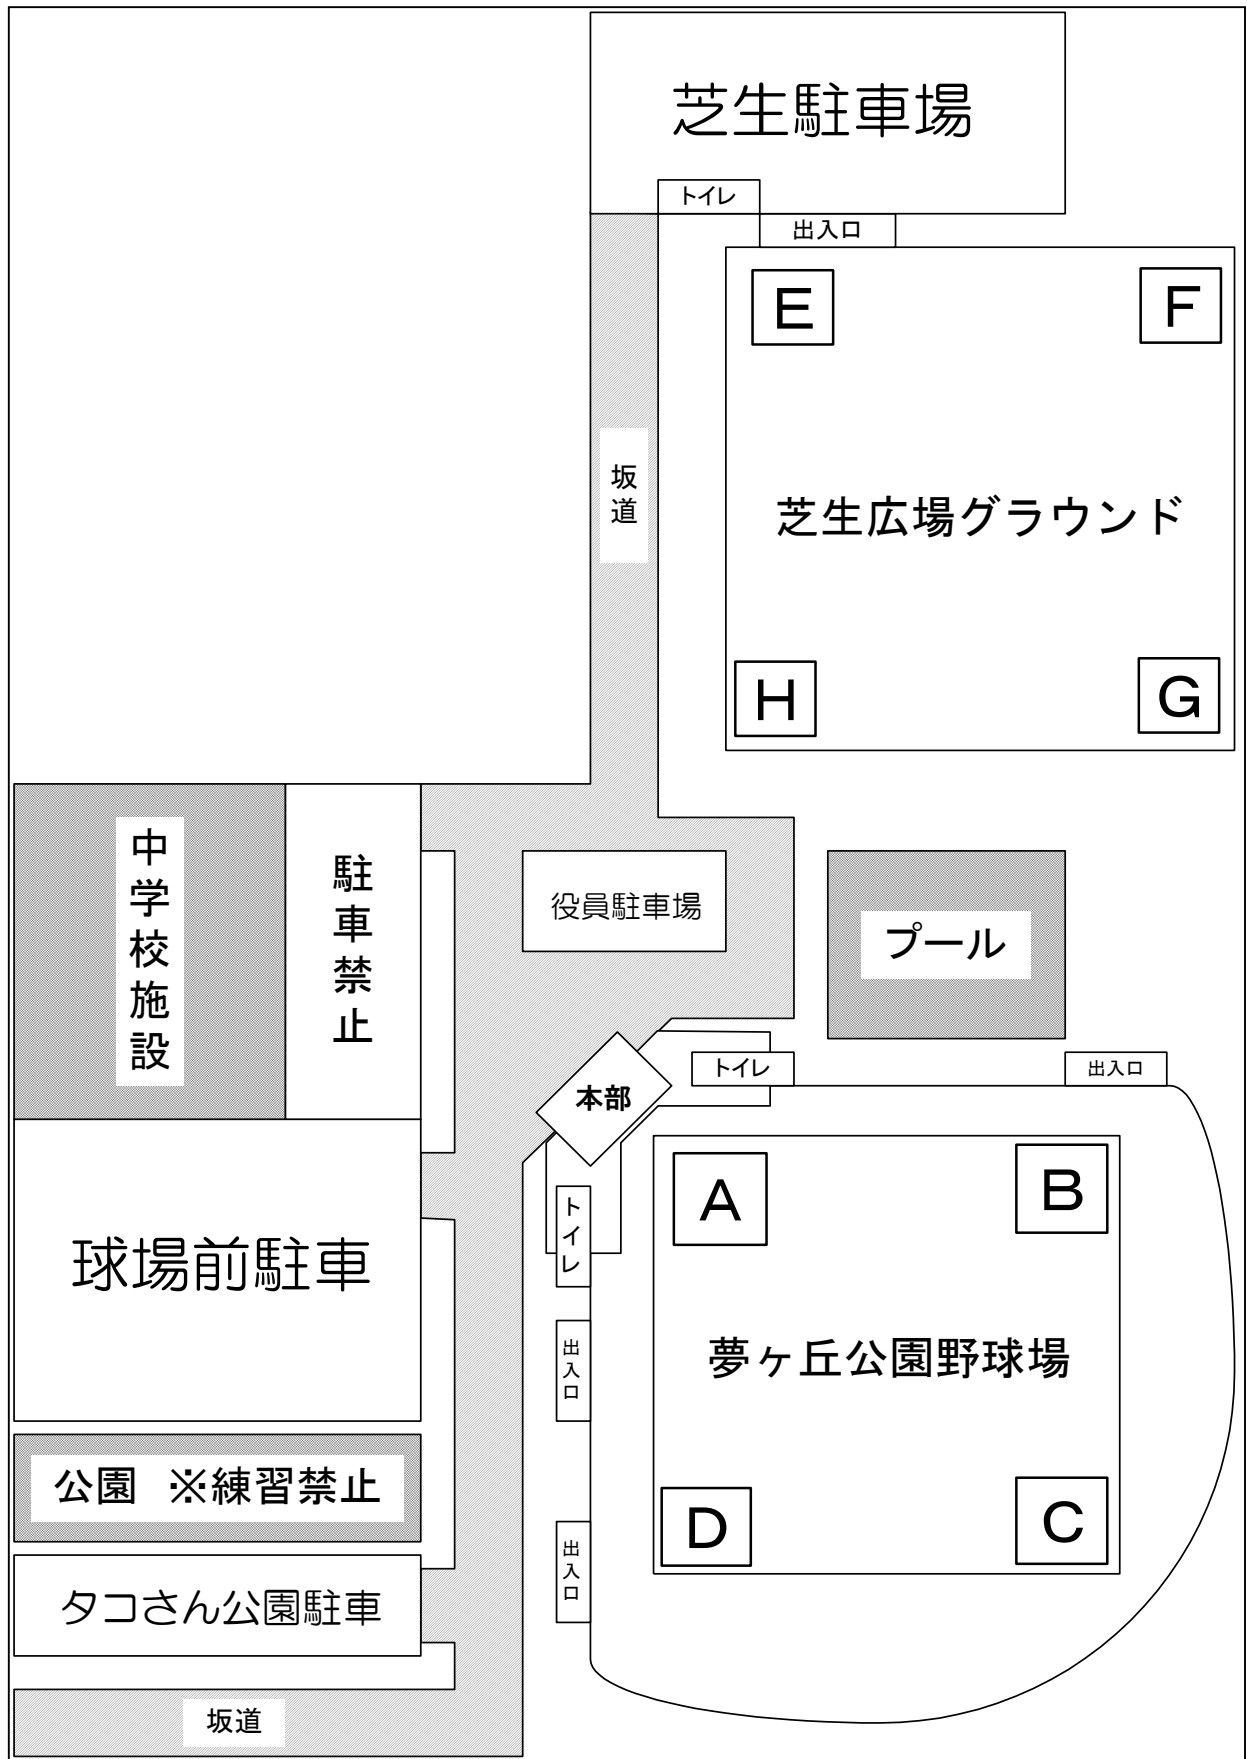 芝生駐車場
トイレ
出入口
E
F
坂道
芝生広場グラウンド
H
G
中学校施設
駐車禁止
役員駐車場
プール
本部
トイレ
出入口
A
B
トイレ
球場前駐車
出入口
夢ヶ丘公園野球場
公園 ※練習禁止
D
C
出入口
タコさん公園駐車
坂道